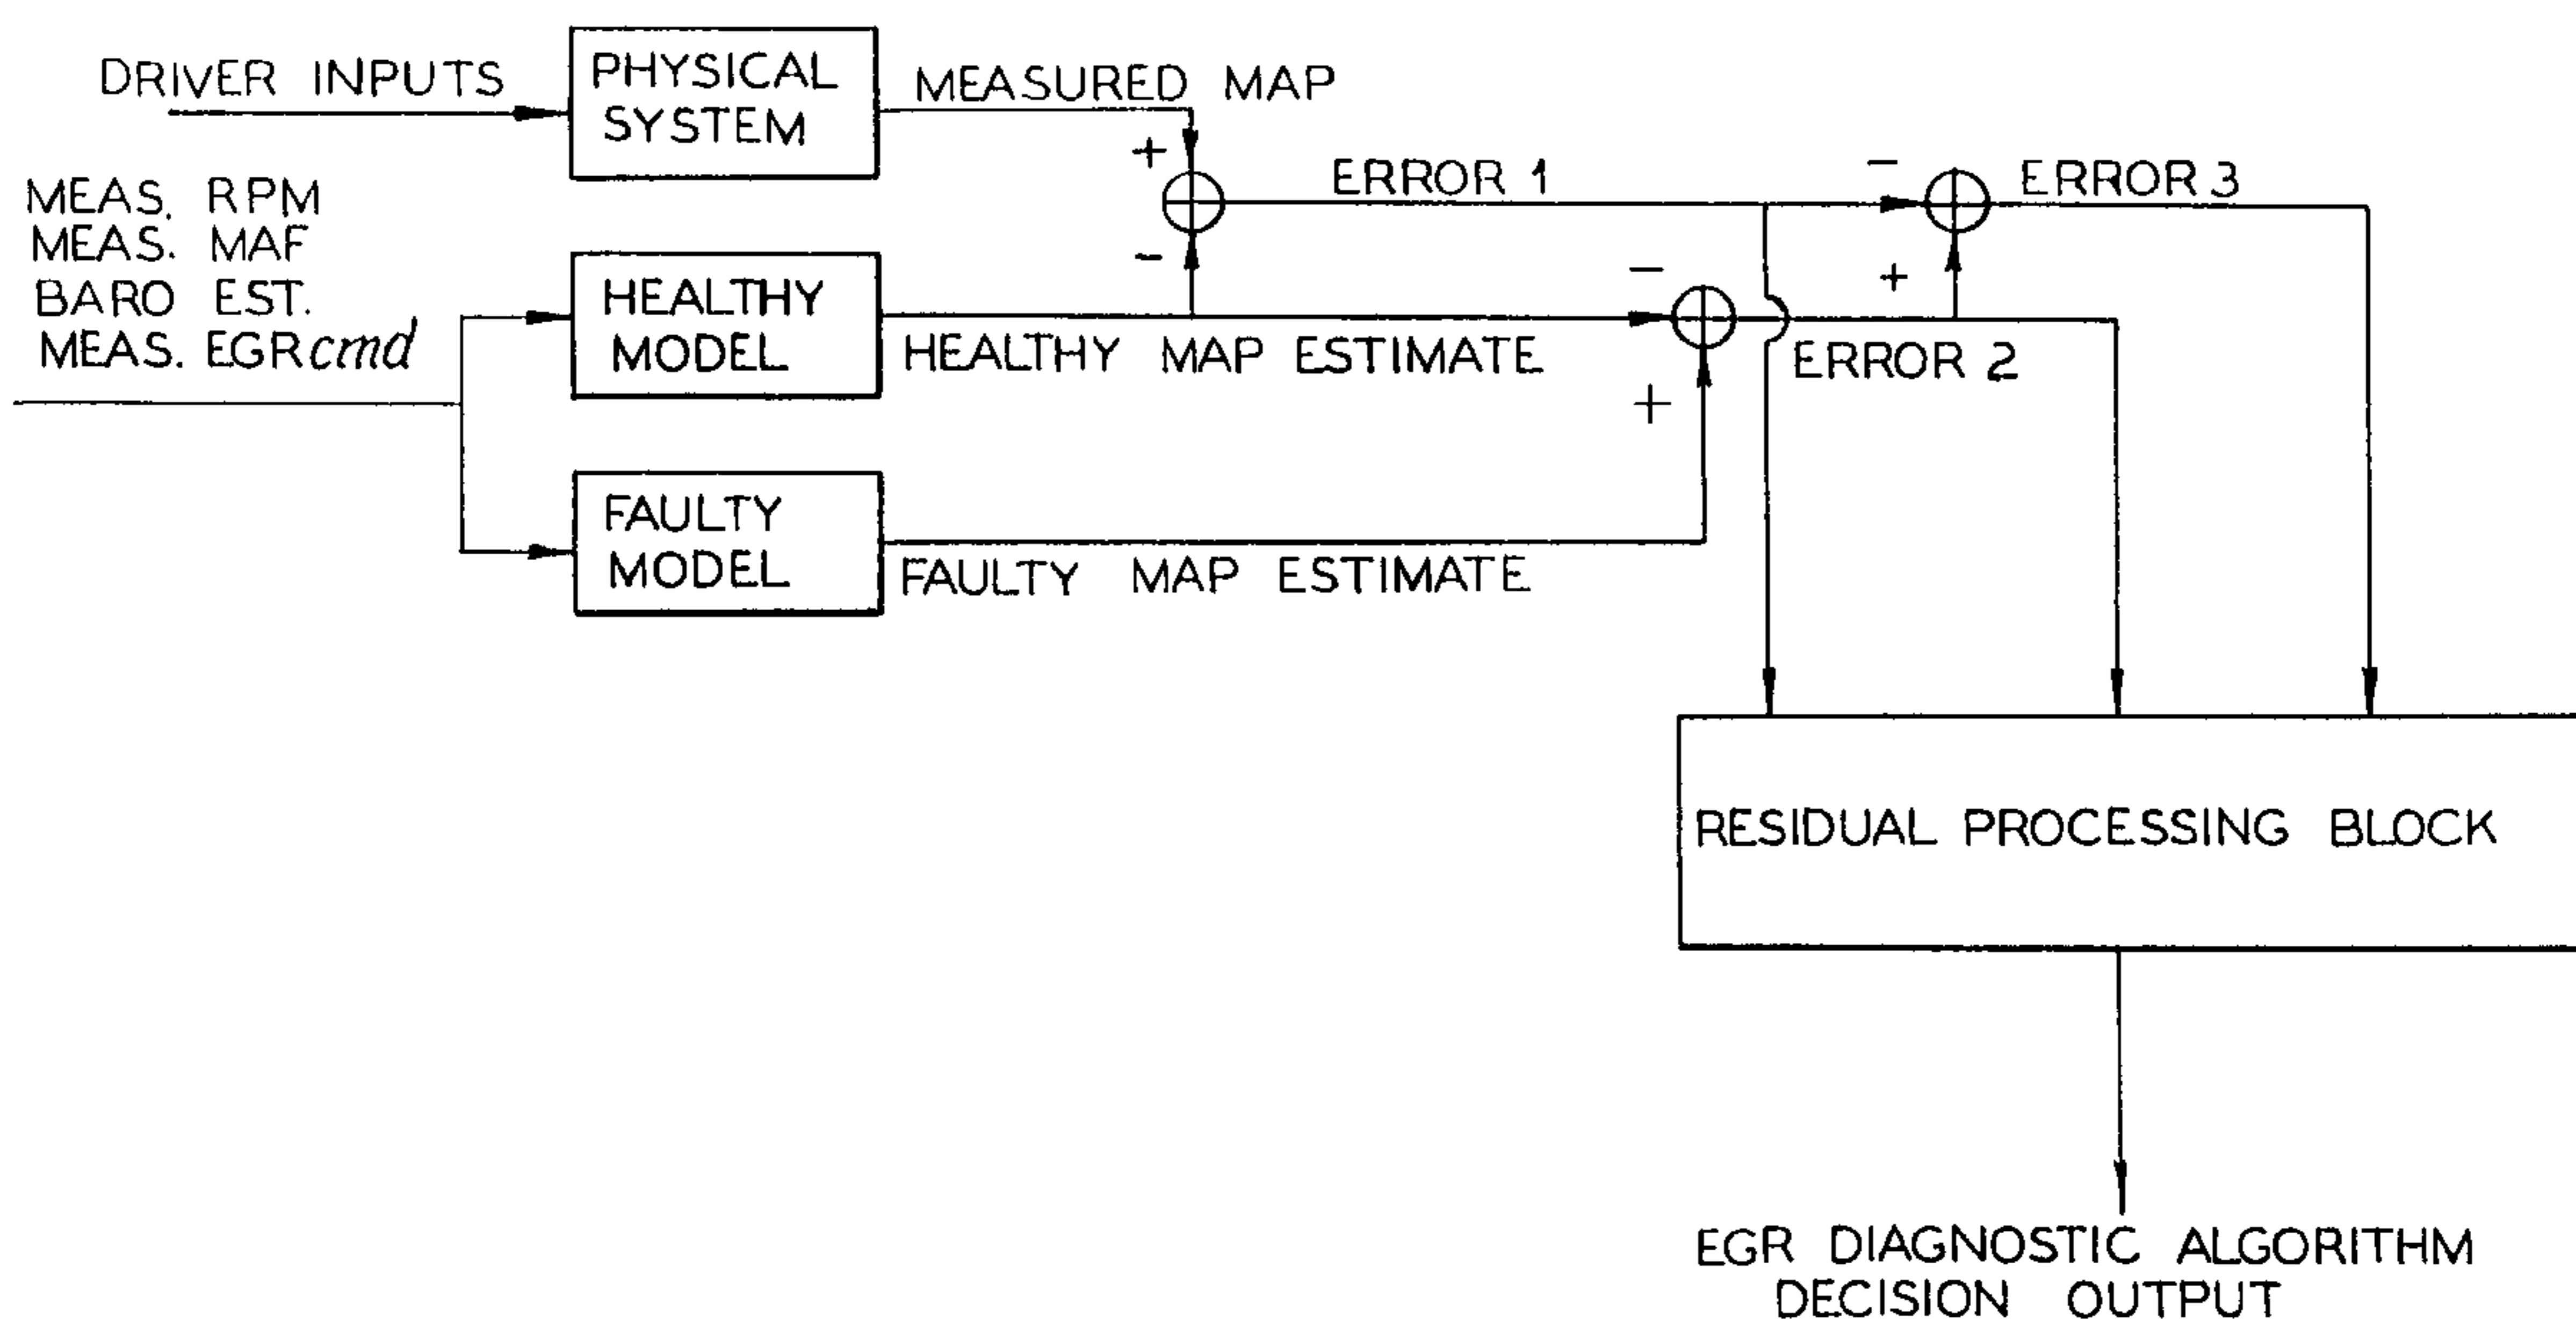 DRIVER INPUTS
PHYSICAL
SYSTEM
MEASURED MAP
+
-
ERROR 1
-
+
ERROR 3
MEAS. RPM
MEAS. MAF
BARO EST.
MEAS. EGRcmd
HEALTHY
MODEL
HEALTHY MAP ESTIMATE
-
+
ERROR 2
FAULTY
MODEL
FAULTY MAP ESTIMATE
RESIDUAL PROCESSING BLOCK
EGR DIAGNOSTIC ALGORITHM
DECISION OUTPUT